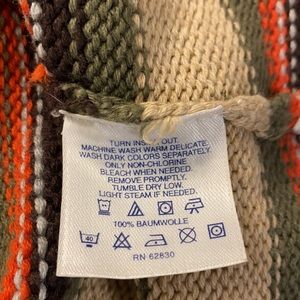 TURN INSIDE OUT.
MACHINE WASH WARM DELICATE.
WASH DARK COLORS SEPARATELY.
ONLY NON-CHLORINE
BLEACH WHEN NEEDED.
REMOVE PROMPTLY.
TUMBLE DRY LOW.
LIGHT STEAM IF NEEDED.
100% BAUMWOLLE
40
RN 62830